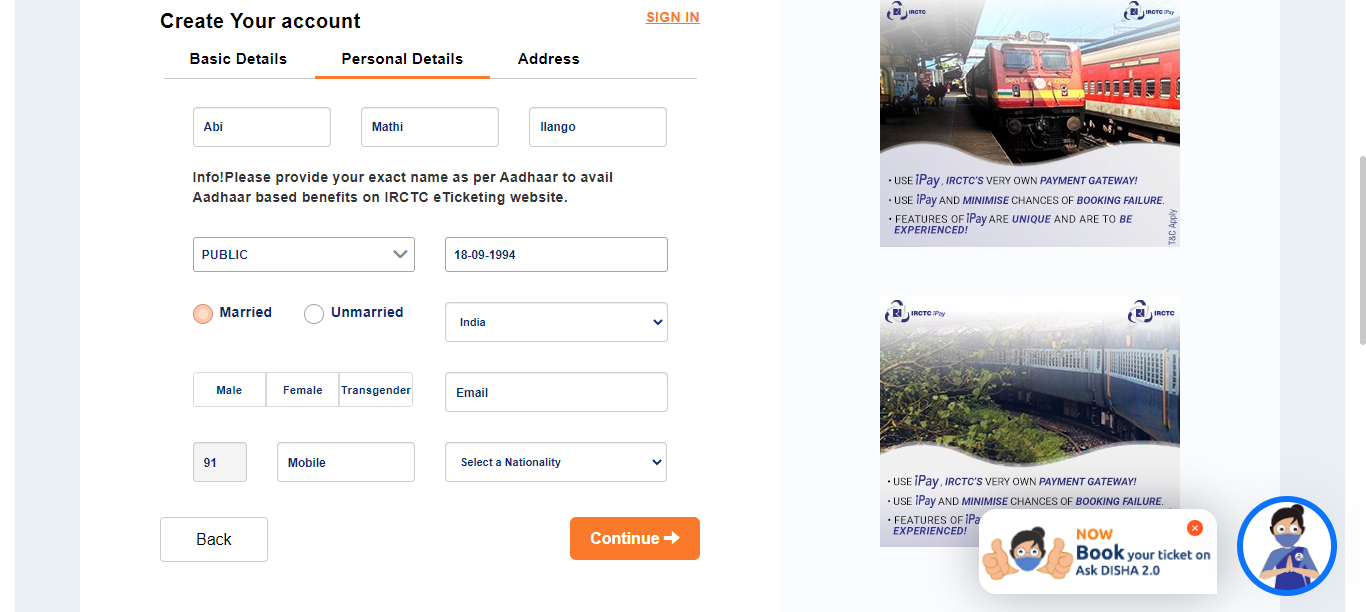 Create Your account
SIGN IN
Basic Details Personal Details Address
Abi Mathi Ilango
Info!Please provide your exact name as per Aadhaar to avail
Aadhaar based benefits on IRCTC eTicketing website.
PUBLIC 18-09-1994
Married Unmarried India
Male Female Transgender Email
91 Mobile Select a Nationality
Back Continue
IRCTC IRCTC iPay
• USE iPay, IRCTC'S VERY OWN PAYMENT GATEWAY!
• USE iPay AND MINIMISE CHANCES OF BOOKING FAILURE.
• FEATURES OF iPay ARE UNIQUE AND ARE TO BE
EXPERIENCED!
T&C Apply
IRCTC iPay IRCTC
• USE iPay, IRCTC'S VERY OWN PAYMENT GATEWAY!
• USE iPay AND MINIMISE CHANCES OF BOOKING FAILURE.
• FEATURES OF iPa
EXPERIENCED!
NOW
Book your ticket on
Ask DISHA 2.0